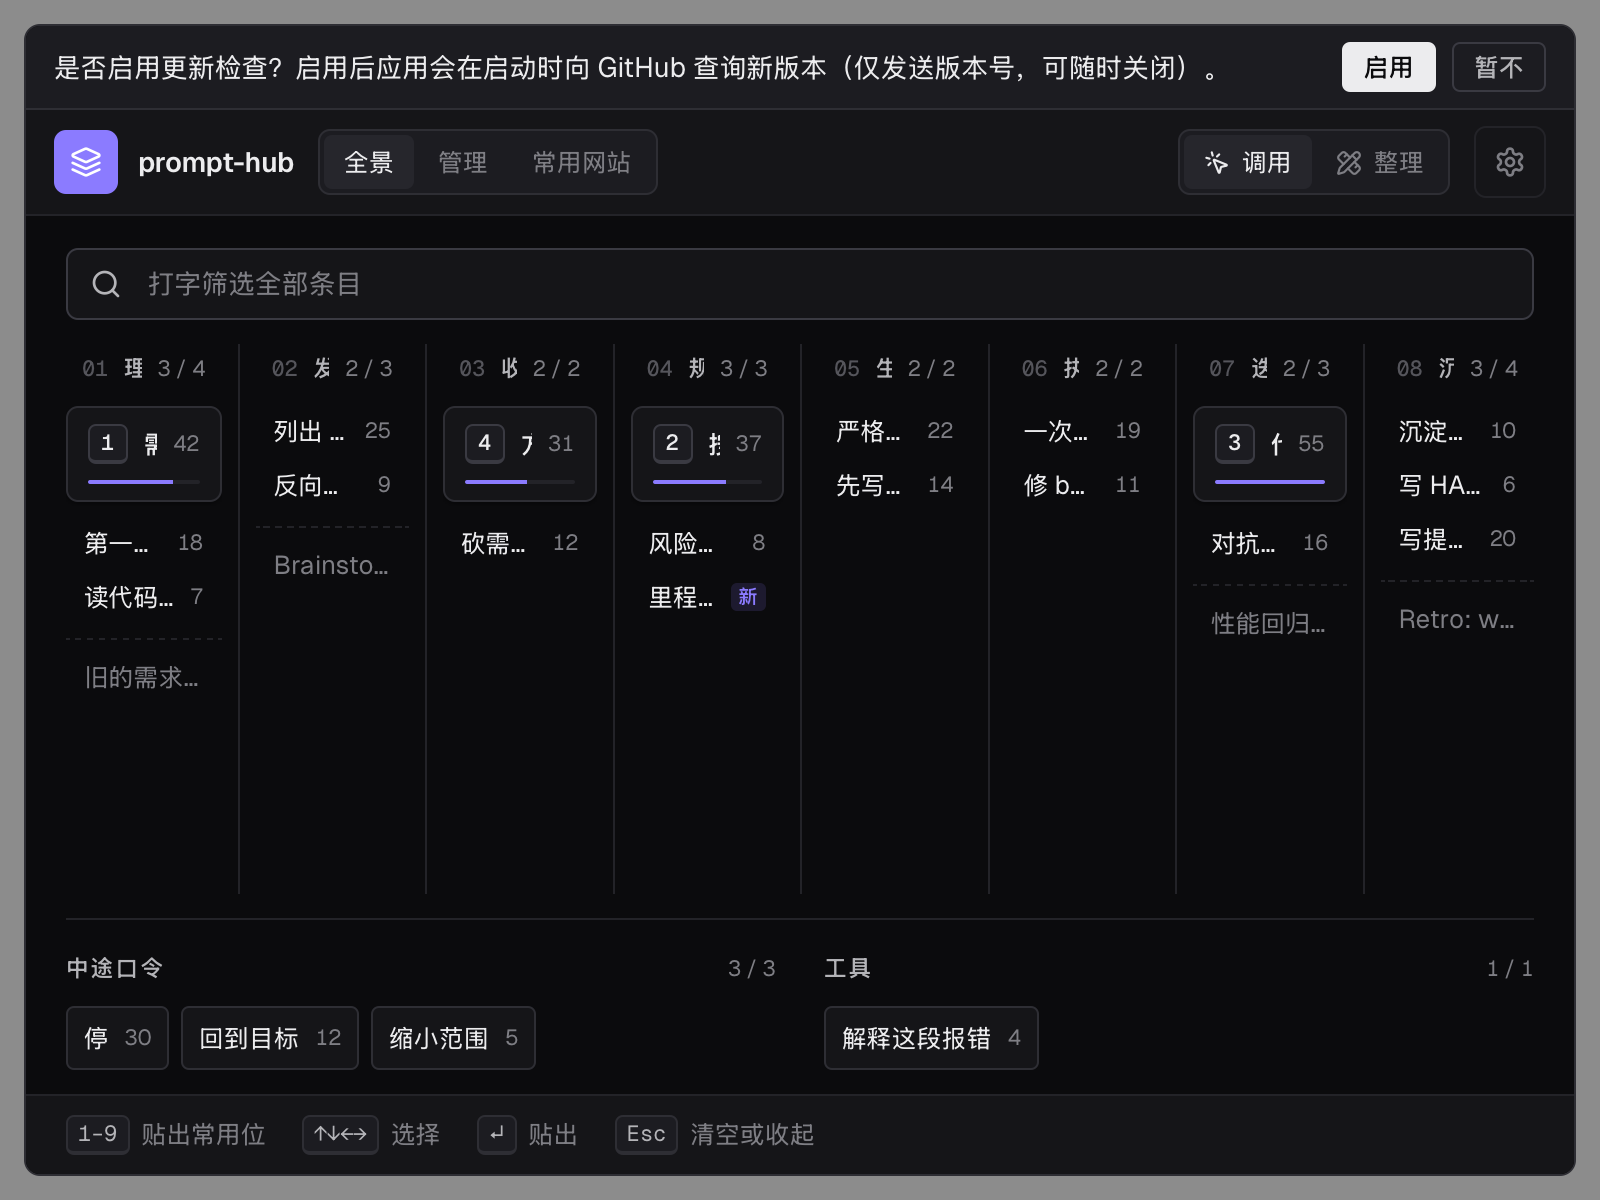 是否启用更新检查？启用后应用会在启动时向 GitHub 查询新版本（仅发送版本号，可随时关闭）。 启用 暂不
prompt-hub 全景 管理 常用网站 调用 整理
打字筛选全部条目
01 3 / 4
1 42
第一... 18
读代码... 7
旧的需求...
02 2 / 3
列出 ... 25
反向... 9
Brainsto...
03 2 / 2
4 31
砍需... 12
04 3 / 3
2 37
风险... 8
里程... 新
05 2 / 2
严格... 22
先写... 14
06 2 / 2
一次... 19
修 b... 11
07 2 / 3
3 55
对抗... 16
性能回归...
08 3 / 4
沉淀... 10
写 HA... 6
写提... 20
Retro: w...
中途口令 3 / 3
停 30 回到目标 12 缩小范围 5
工具 1 / 1
解释这段报错 4
1-9 贴出常用位 ↑↓←→ 选择 ↵ 贴出 Esc 清空或收起